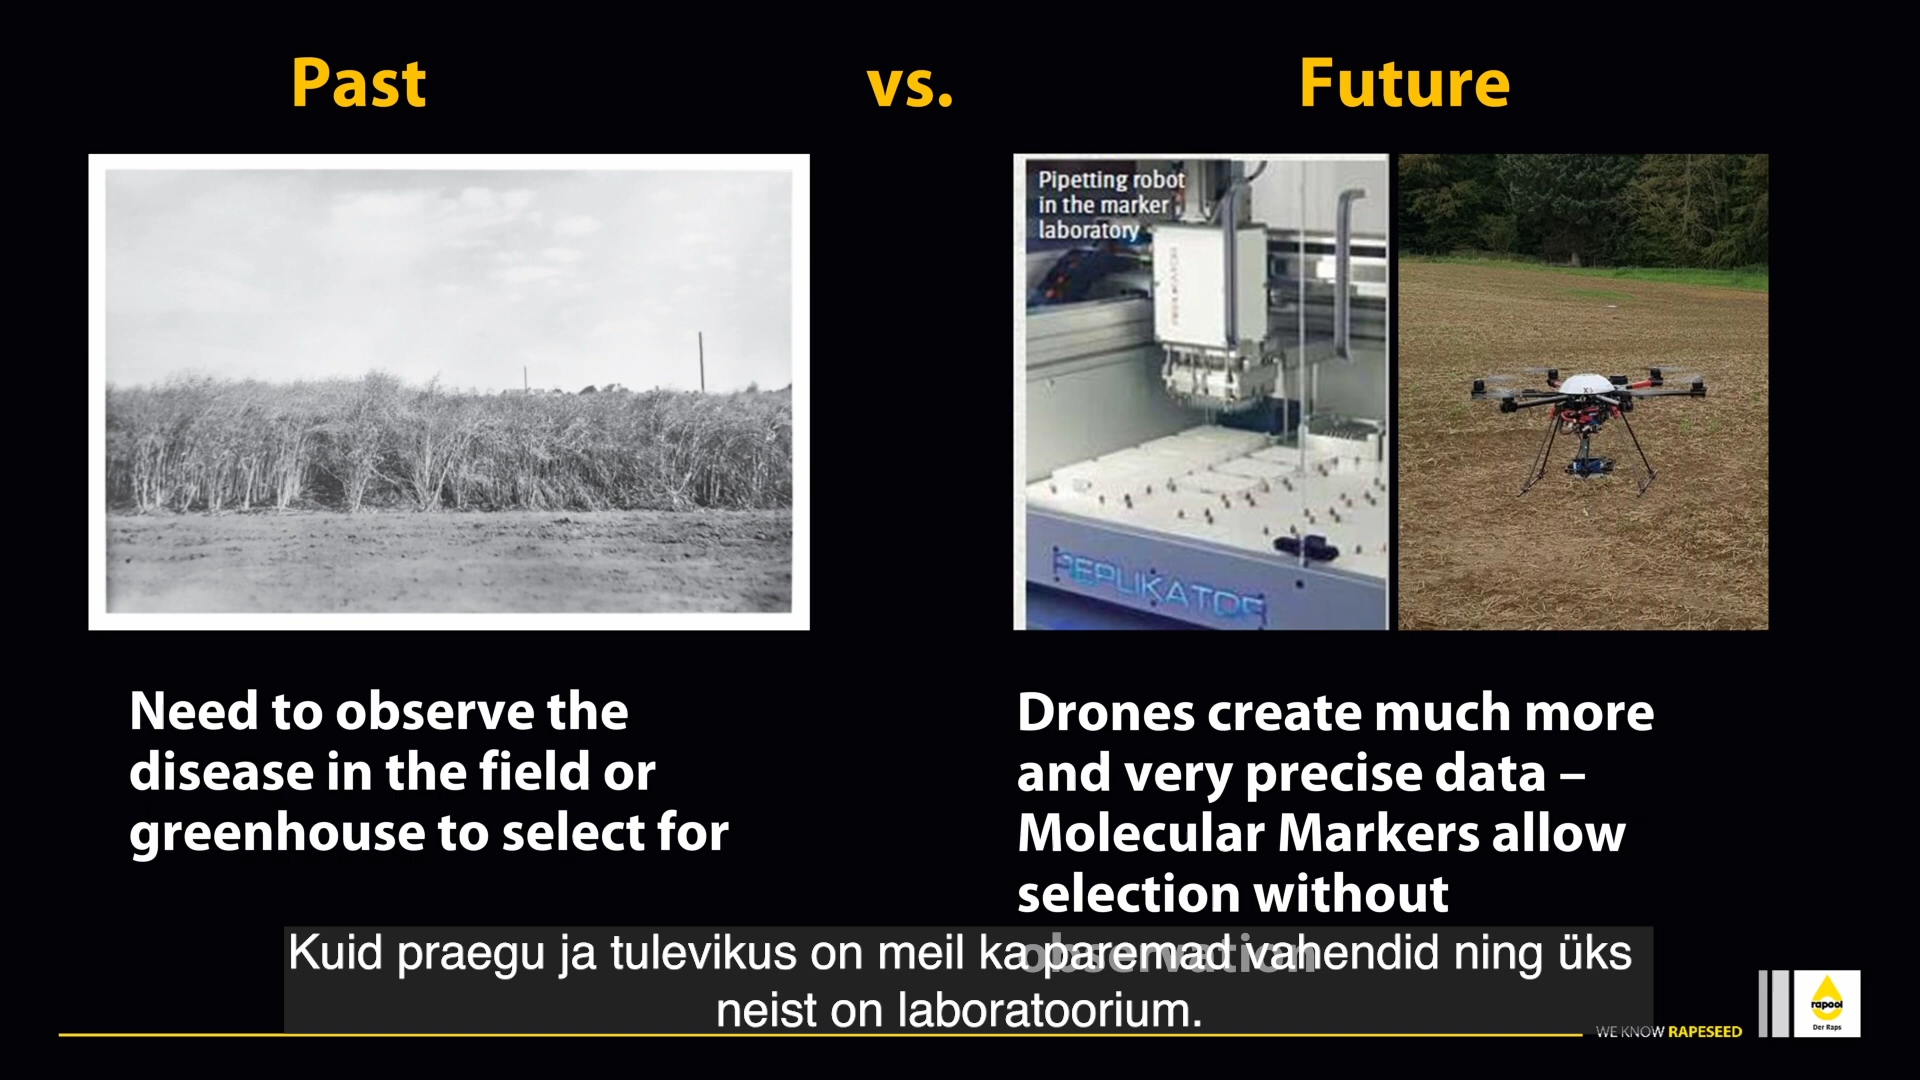 Past
vs.
Future
Pipetting robot
in the marker
laboratory
REPLIKATOR
Need to observe the
disease in the field or
greenhouse to select for
Drones create much more
and very precise data –
Molecular Markers allow
selection without
observation
Kuid praegu ja tulevikus on meil ka paremad vahendid ning üks
neist on laboratoorium.
WE KNOW RAPESEED
rapool
Der Raps